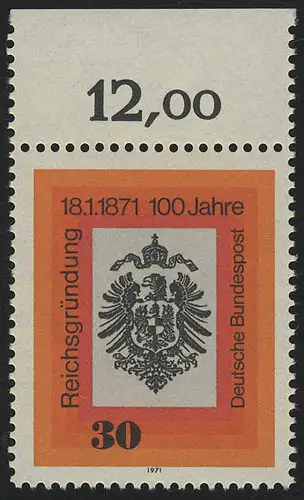 12,00
18.1.1871 100 Jahre
Reichsgründung
Deutsche Bundespost
30
1971